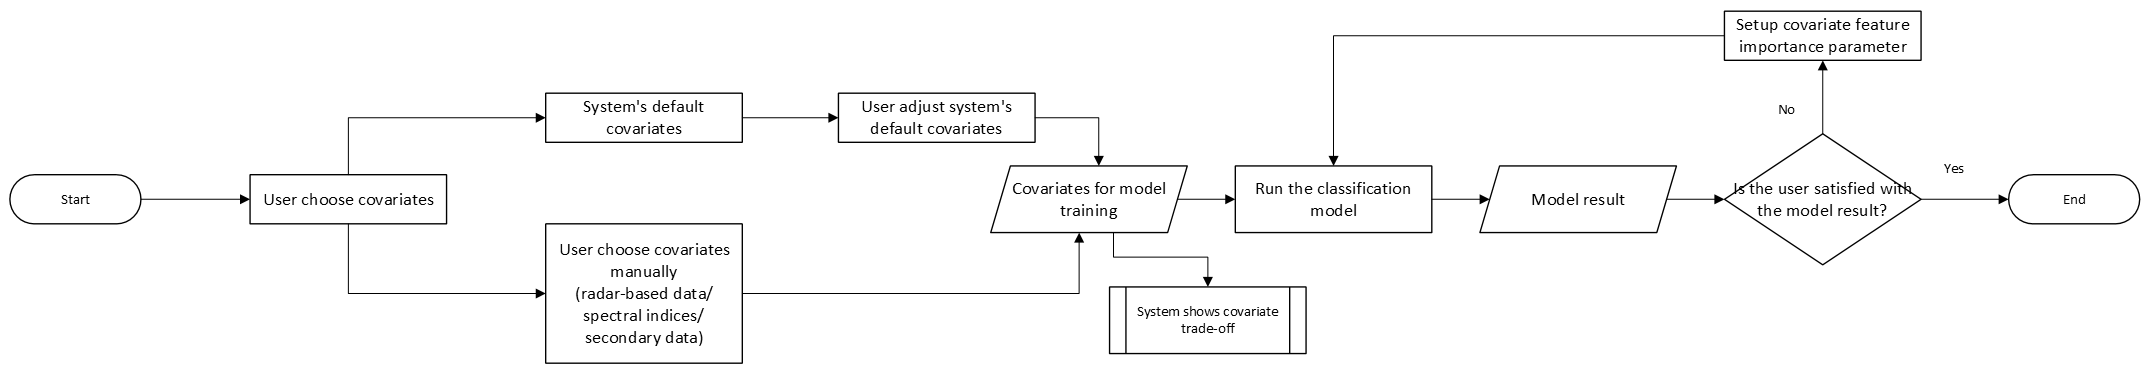 Start
User choose covariates
System's default
covariates
User adjust system's
default covariates
User choose covariates
manually
(radar-based data/
spectral indices/
secondary data)
Covariates for model
training
System shows covariate
trade-off
Run the classification
model
Model result
Is the user satisfied with
the model result?
No
Setup covariate feature
importance parameter
Yes
End